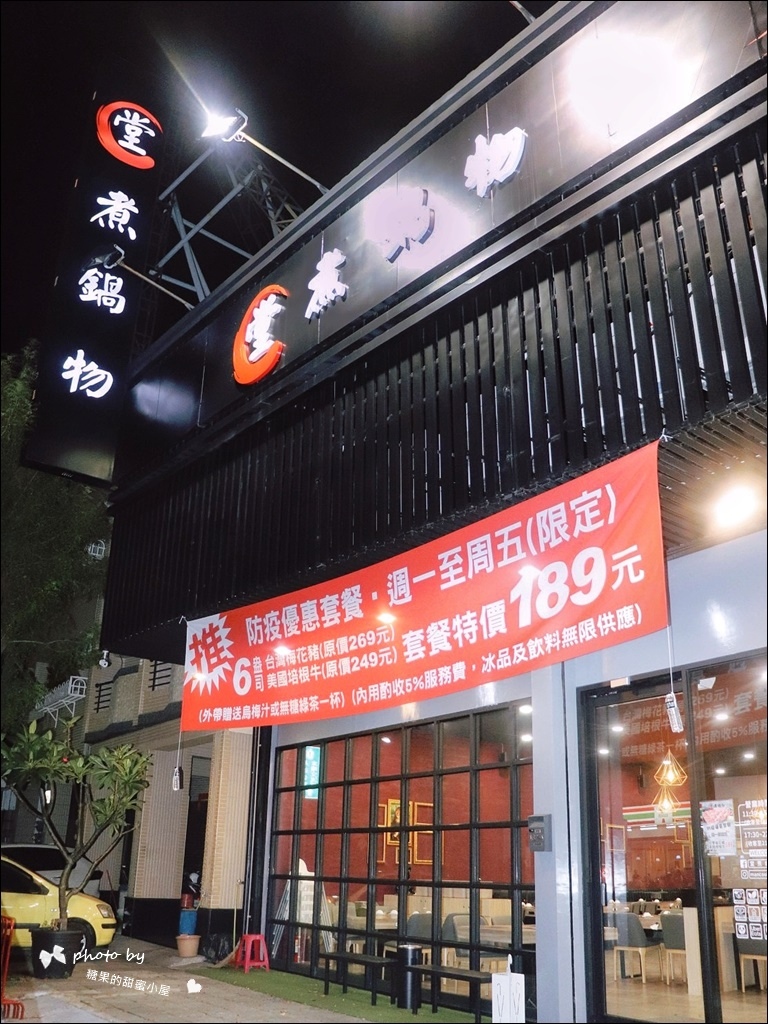 堂
煮
鍋
物
堂煮鍋物
推
防疫優惠套餐·週一至周五(限定)
6盎司
台灣梅花豬(原價269元)
美國培根牛(原價249元)
套餐特價189元
(外帶贈送烏梅汁或無糖綠茶一杯)(內用酌收5%服務費，冰品及飲料無限供應)
photo by
糖果的甜蜜小屋